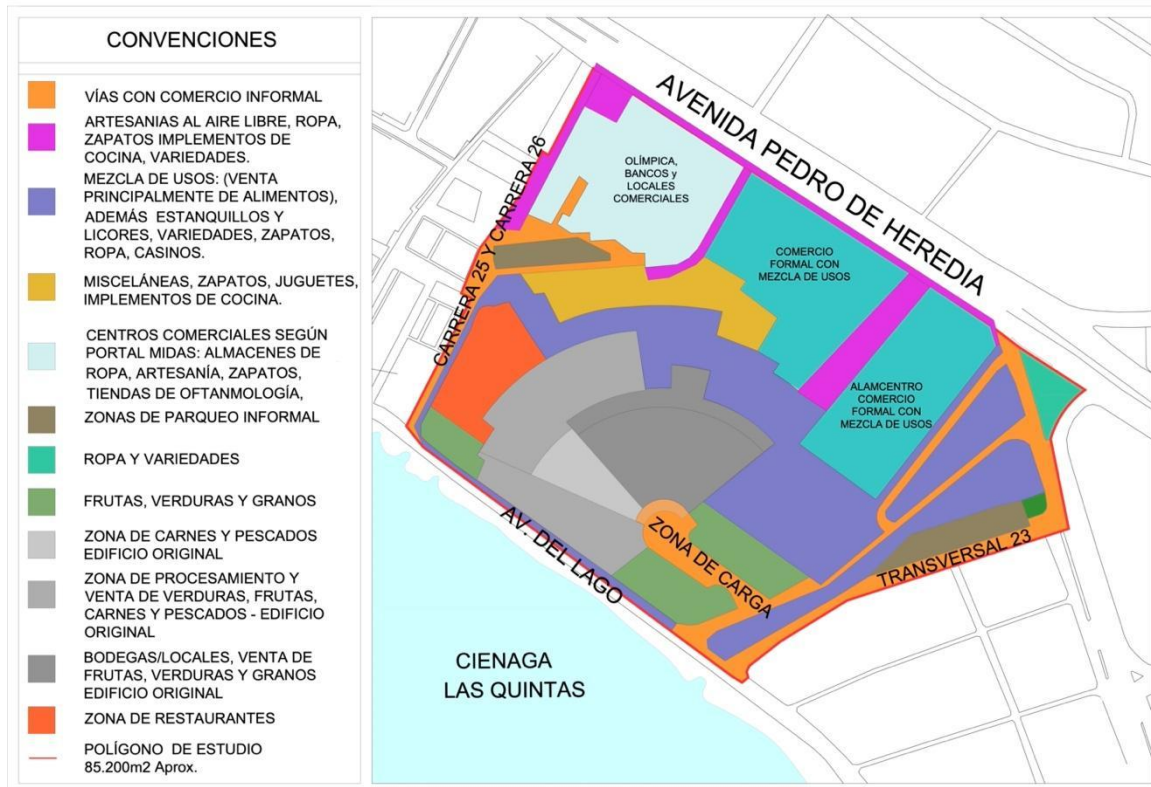 CONVENCIONES
VÍAS CON COMERCIO INFORMAL
ARTESANIAS AL AIRE LIBRE, ROPA,
ZAPATOS IMPLEMENTOS DE
COCINA, VARIEDADES.
MEZCLA DE USOS: (VENTA
PRINCIPALMENTE DE ALIMENTOS),
ADEMÁS ESTANQUILLOS Y
LICORES, VARIEDADES, ZAPATOS,
ROPA, CASINOS.
MISCELÁNEAS, ZAPATOS, JUGUETES,
IMPLEMENTOS DE COCINA.
CENTROS COMERCIALES SEGÚN
PORTAL MIDAS: ALMACENES DE
ROPA, ARTESANÍA, ZAPATOS,
TIENDAS DE OFTANMOLOGÍA,
ZONAS DE PARQUEO INFORMAL
ROPA Y VARIEDADES
FRUTAS, VERDURAS Y GRANOS
ZONA DE CARNES Y PESCADOS
EDIFICIO ORIGINAL
ZONA DE PROCESAMIENTO Y
VENTA DE VERDURAS, FRUTAS,
CARNES Y PESCADOS - EDIFICIO
ORIGINAL
BODEGAS/LOCALES, VENTA DE
FRUTAS, VERDURAS Y GRANOS
EDIFICIO ORIGINAL
ZONA DE RESTAURANTES
POLÍGONO DE ESTUDIO
85.200m2 Aprox.
AVENIDA PEDRO DE HEREDIA
CARRERA 25 Y CARRERA 26
OLÍMPICA,
BANCOS y
LOCALES
COMERCIALES
COMERCIO
FORMAL CON
MEZCLA DE USOS
ALAMCENTRO
COMERCIO
FORMAL CON
MEZCLA DE USOS
AV. DEL LAGO
ZONA DE CARGA
TRANSVERSAL 23
CIENAGA
LAS QUINTAS